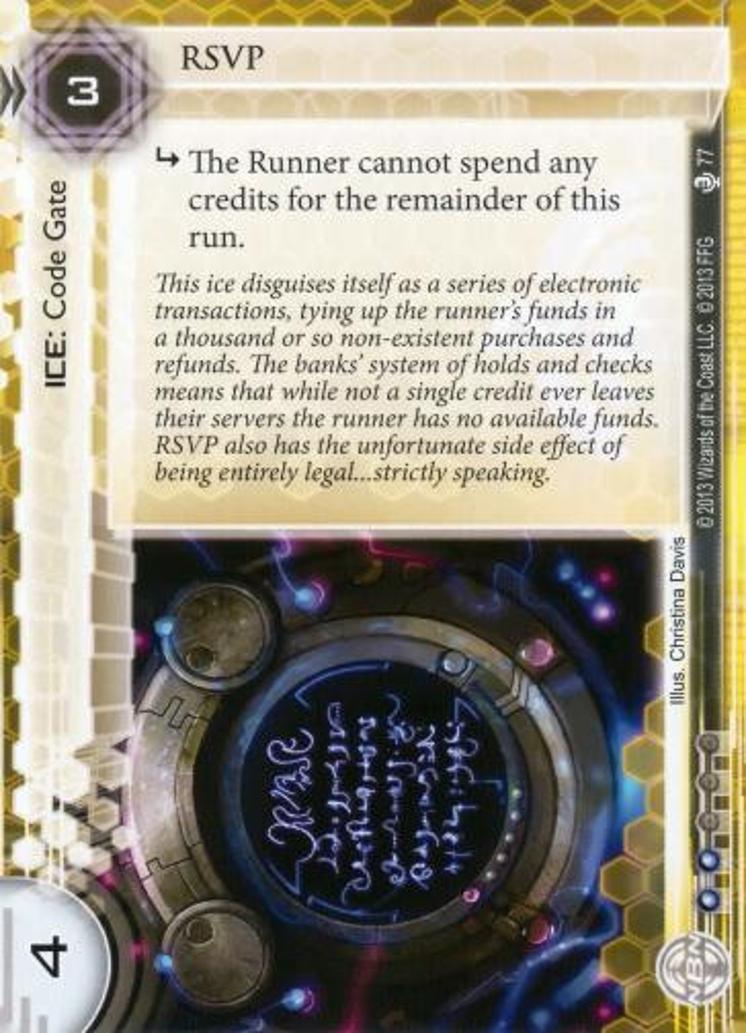 3
RSVP
ICE: Code Gate
↳ The Runner cannot spend any
credits for the remainder of this
run.
This ice disguises itself as a series of electronic
transactions, tying up the runner's funds in
a thousand or so non-existent purchases and
refunds. The banks' system of holds and checks
means that while not a single credit ever leaves
their servers the runner has no available funds.
RSVP also has the unfortunate side effect of
being entirely legal...strictly speaking.
77
© 2013 Wizards of the Coast LLC. © 2013 FFG
Illus. Christina Davis
4
NBN